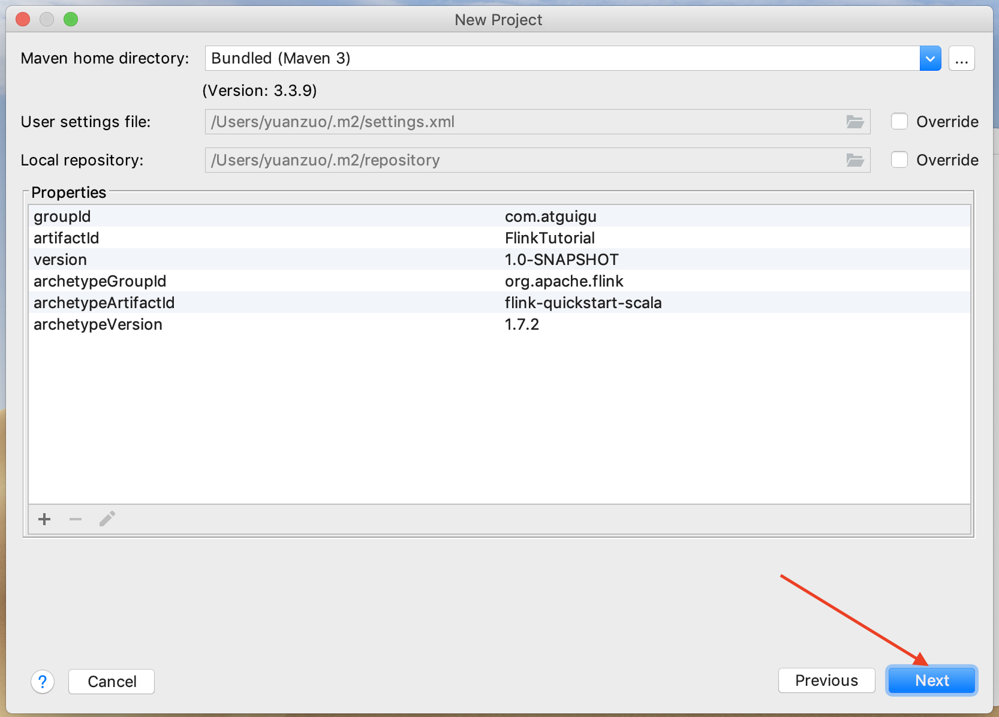 New Project
Maven home directory: Bundled (Maven 3) ...
(Version: 3.3.9)
User settings file: /Users/yuanzuo/.m2/settings.xml Override
Local repository: /Users/yuanzuo/.m2/repository Override
Properties
groupId com.atguigu
artifactId FlinkTutorial
version 1.0-SNAPSHOT
archetypeGroupId org.apache.flink
archetypeArtifactId flink-quickstart-scala
archetypeVersion 1.7.2
? Cancel Previous Next